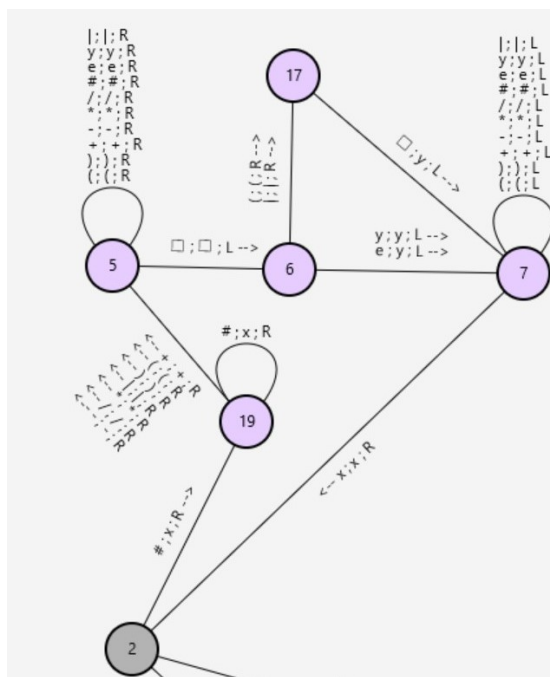 |;|;R
y;y;R
e;e;R
#;#;R
/;/;R
*;*;R
-;-;R
+;+;R
););R
(;(;R
|;|;L
y;y;L
e;e;L
#;#;L
/;/;L
*;*;L
-;-;L
+;+;L
););L
(;(;L
17
(;(;R-->
|;|;R-->
□;y;L-->
5
□;□;L-->
6
y;y;L-->
e;y;L-->
7
#;x;R
19
<--x;x;R
#;x;R-->
2